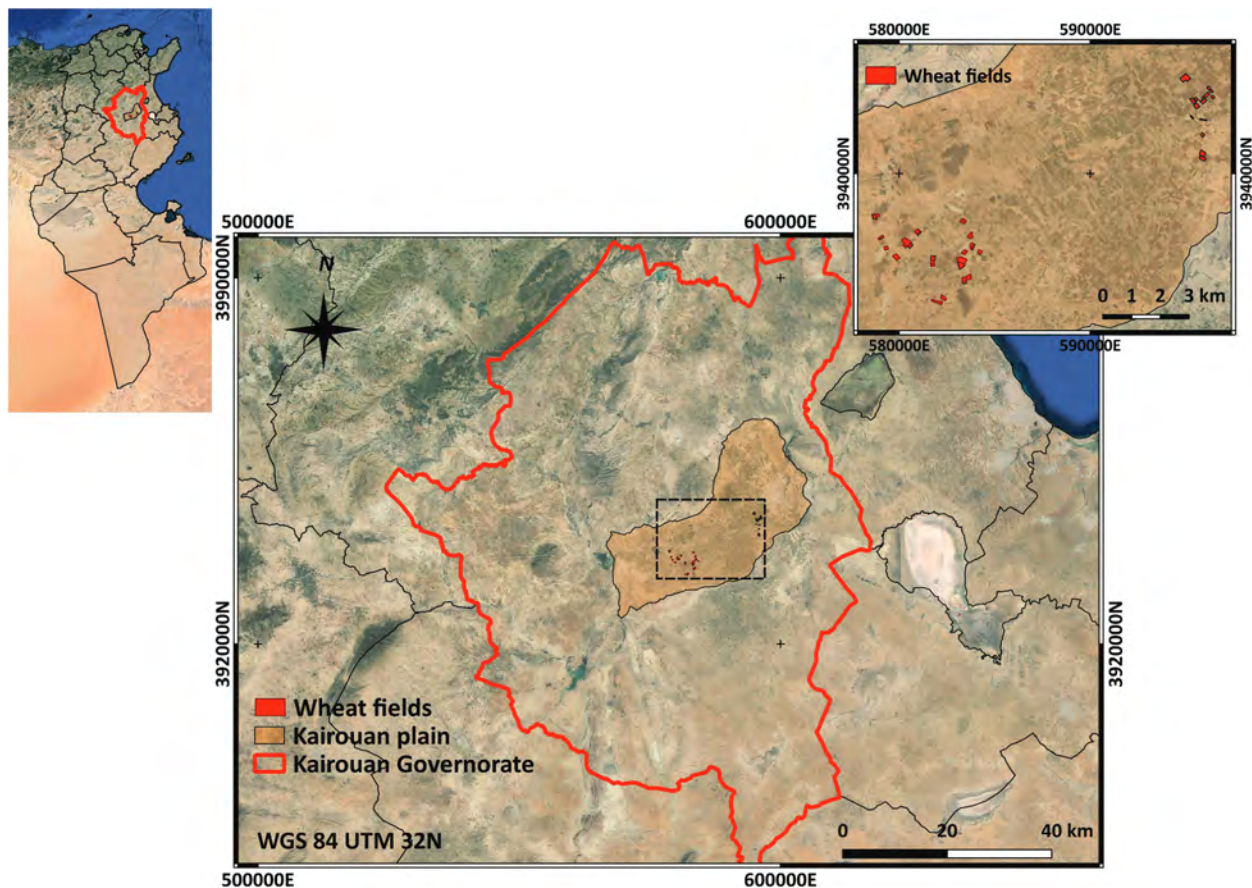 580000E 590000E
Wheat fields
3940000N
3940000N
0 1 2 3 km
580000E 590000E
500000E 600000E
N
3990000N
3990000N
3920000N
3920000N
Wheat fields
Kairouan plain
Kairouan Governorate
WGS 84 UTM 32N
0 20 40 km
500000E 600000E